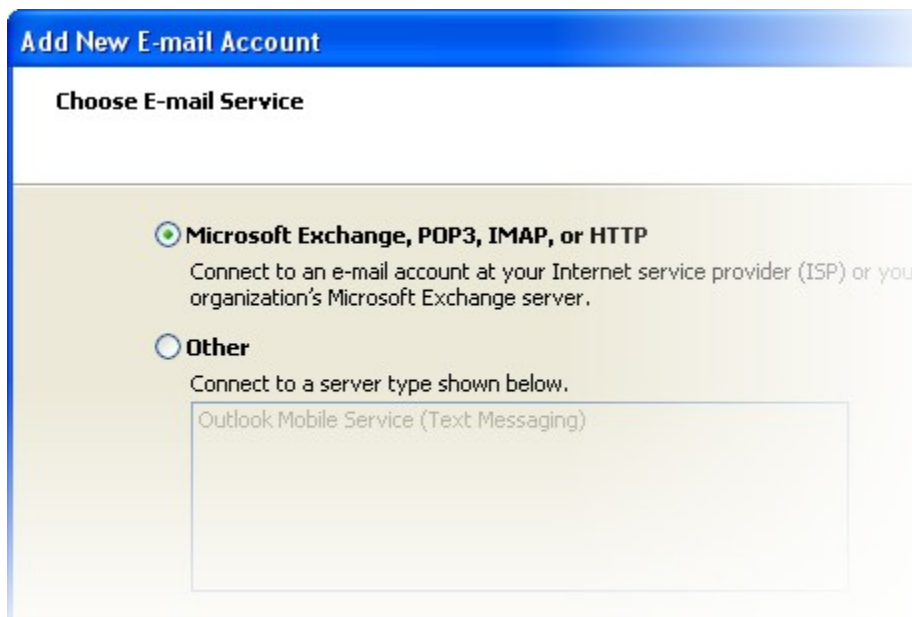 Add New E-mail Account
Choose E-mail Service
Microsoft Exchange, POP3, IMAP, or HTTP
Connect to an e-mail account at your Internet service provider (ISP) or you
organization's Microsoft Exchange server.
Other
Connect to a server type shown below.
Outlook Mobile Service (Text Messaging)